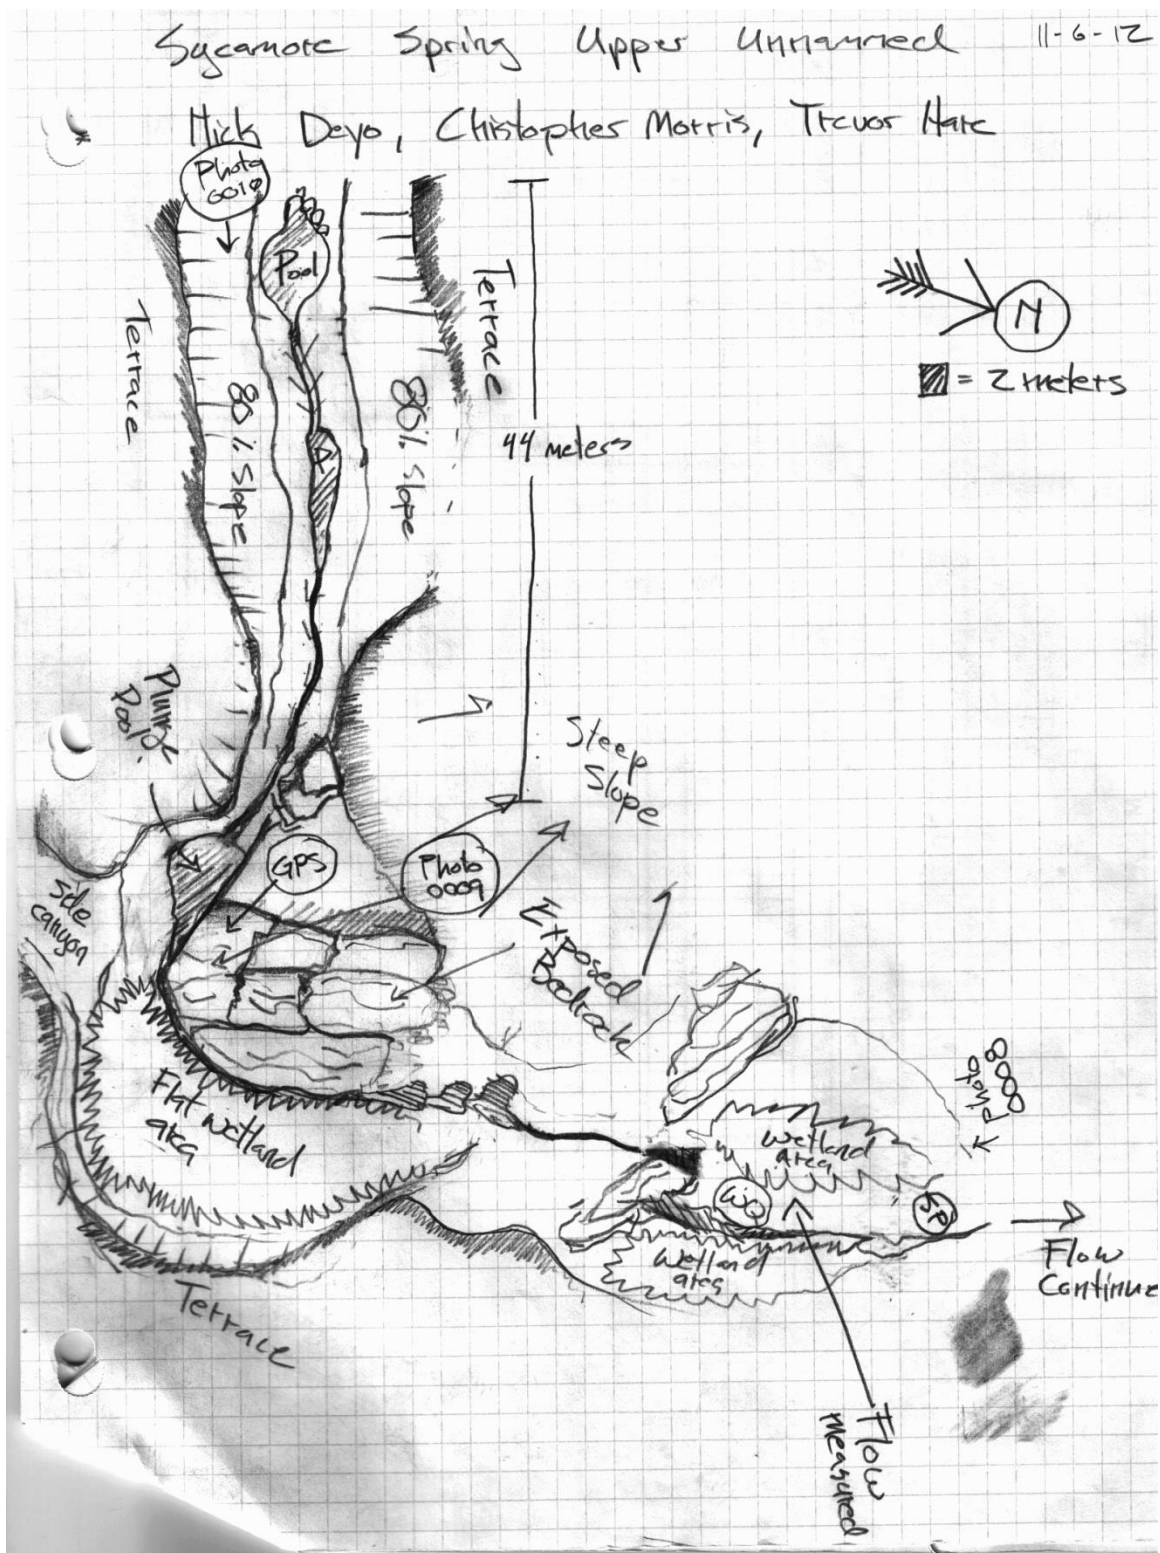 Sycamore Spring Upper Unnamed 11-6-12
Nick Deyo, Chistopher Morris, Trevor Hare
Photo
0010
Pool
Terrace
Terrace
N
= 2 meters
80% Slope
80% Slope
44 meters
Plunge
Pool
Steep
Slope
GPS
Photo
0009
Side
canyon
Exposed
Bedrock
Photo
0008
Flat wetland
area
Wetland
area
WQ
SP
Wetland
area
Flow
Continue
Terrace
Flow
measured